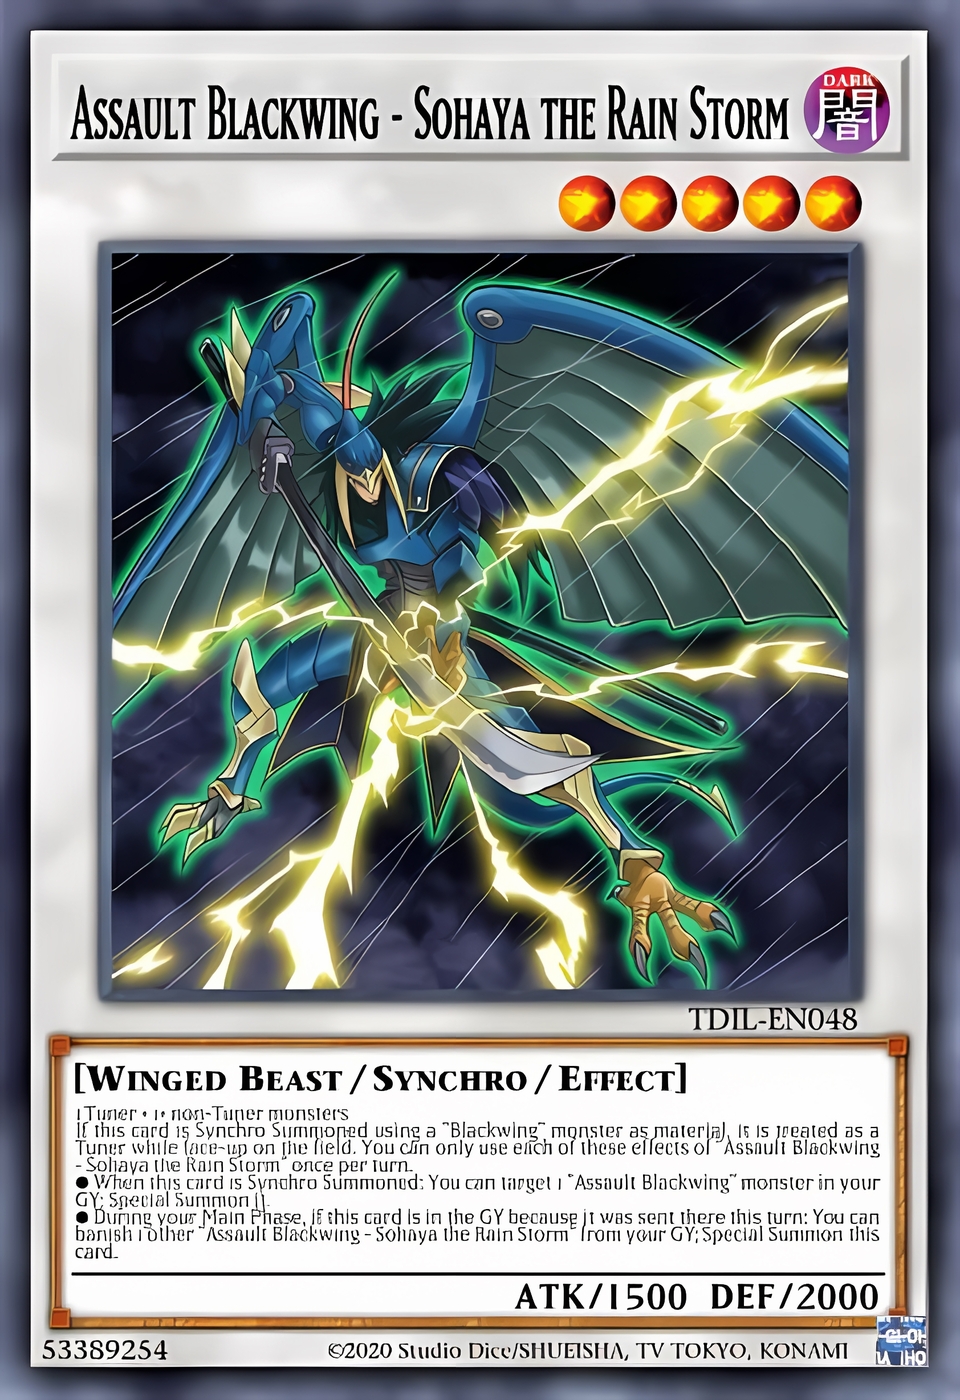 ASSAULT BLACKWING - SOHAYA THE RAIN STORM
DARK
闇
TDIL-EN048
[WINGED BEAST / SYNCHRO / EFFECT]
1 Tuner + 1+ non-Tuner monsters
If this card is Synchro Summoned using a "Blackwing" monster as material, it is treated as a
Tuner while face-up on the field. You can only use each of these effects of "Assault Blackwing
- Sohaya the Rain Storm" once per turn.
● When this card is Synchro Summoned: You can target 1 "Assault Blackwing" monster in your
GY; Special Summon it.
● During your Main Phase, if this card is in the GY because it was sent there this turn: You can
banish 1 other "Assault Blackwing - Sohaya the Rain Storm" from your GY; Special Summon this
card.
ATK/1500 DEF/2000
53389254
©2020 Studio Dice/SHUEISHA, TV TOKYO, KONAMI